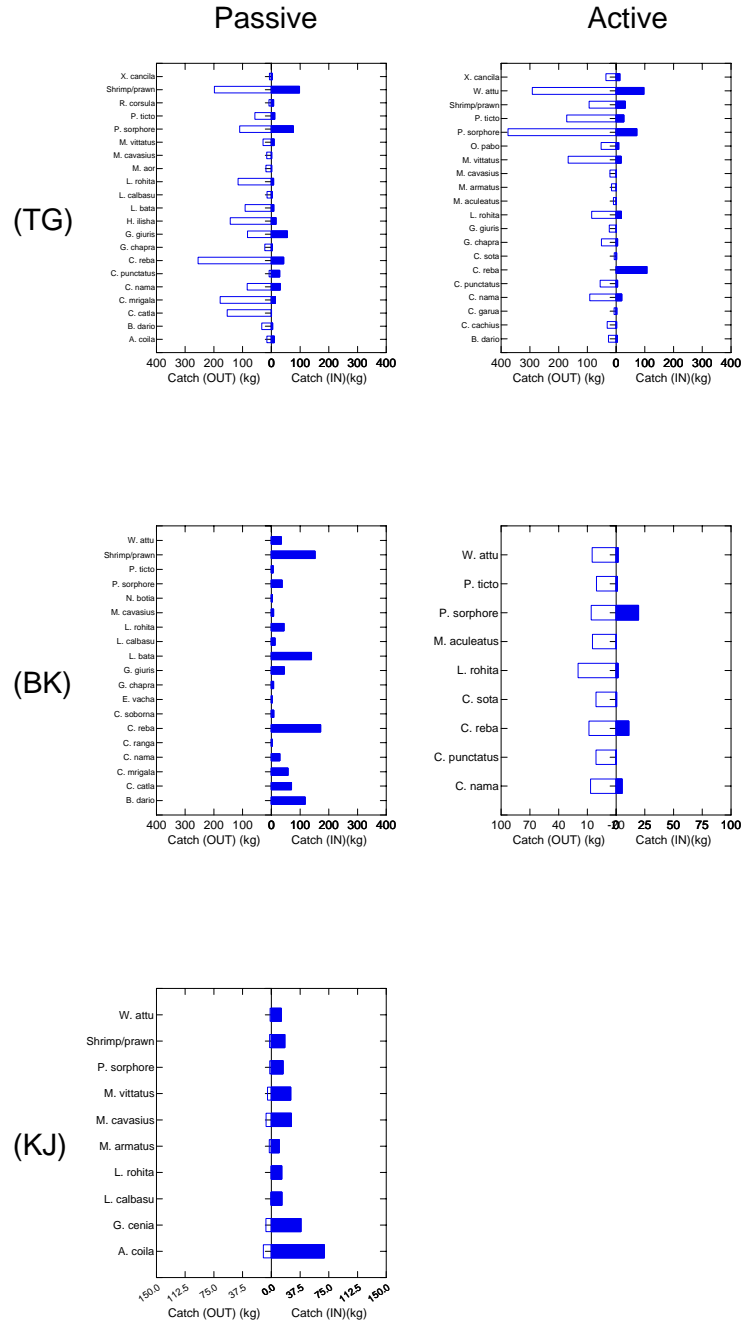 Passive
Active
(TG)
X. cancila
Shrimp/prawn
R. corsula
P. ticto
P. sorphore
M. vittatus
M. cavasius
M. aor
L. rohita
L. calbasu
L. bata
H. ilisha
G. giuris
G. chapra
C. reba
C. punctatus
C. nama
C. mrigala
C. catla
B. dario
A. coila
400 300 200 100 0 100 200 300 400
Catch (OUT) (kg) Catch (IN)(kg)
X. cancila
W. attu
Shrimp/prawn
P. ticto
P. sorphore
O. pabo
M. vittatus
M. cavasius
M. armatus
M. aculeatus
L. rohita
G. giuris
G. chapra
C. sota
C. reba
C. punctatus
C. nama
C. garua
C. cachius
B. dario
400 300 200 100 0 100 200 300 400
Catch (OUT) (kg) Catch (IN)(kg)
(BK)
W. attu
Shrimp/prawn
P. ticto
P. sorphore
N. botia
M. cavasius
L. rohita
L. calbasu
L. bata
G. giuris
G. chapra
E. vacha
C. soborna
C. reba
C. ranga
C. nama
C. mrigala
C. catla
B. dario
400 300 200 100 0 100 200 300 400
Catch (OUT) (kg) Catch (IN)(kg)
W. attu
P. ticto
P. sorphore
M. aculeatus
L. rohita
C. sota
C. reba
C. punctatus
C. nama
100 70 40 10 25 50 75 100
Catch (OUT) (kg) Catch (IN)(kg)
(KJ)
W. attu
Shrimp/prawn
P. sorphore
M. vittatus
M. cavasius
M. armatus
L. rohita
L. calbasu
G. cenia
A. coila
150.0 112.5 75.0 37.5 0.0 37.5 75.0 112.5 150.0
Catch (OUT) (kg) Catch (IN)(kg)